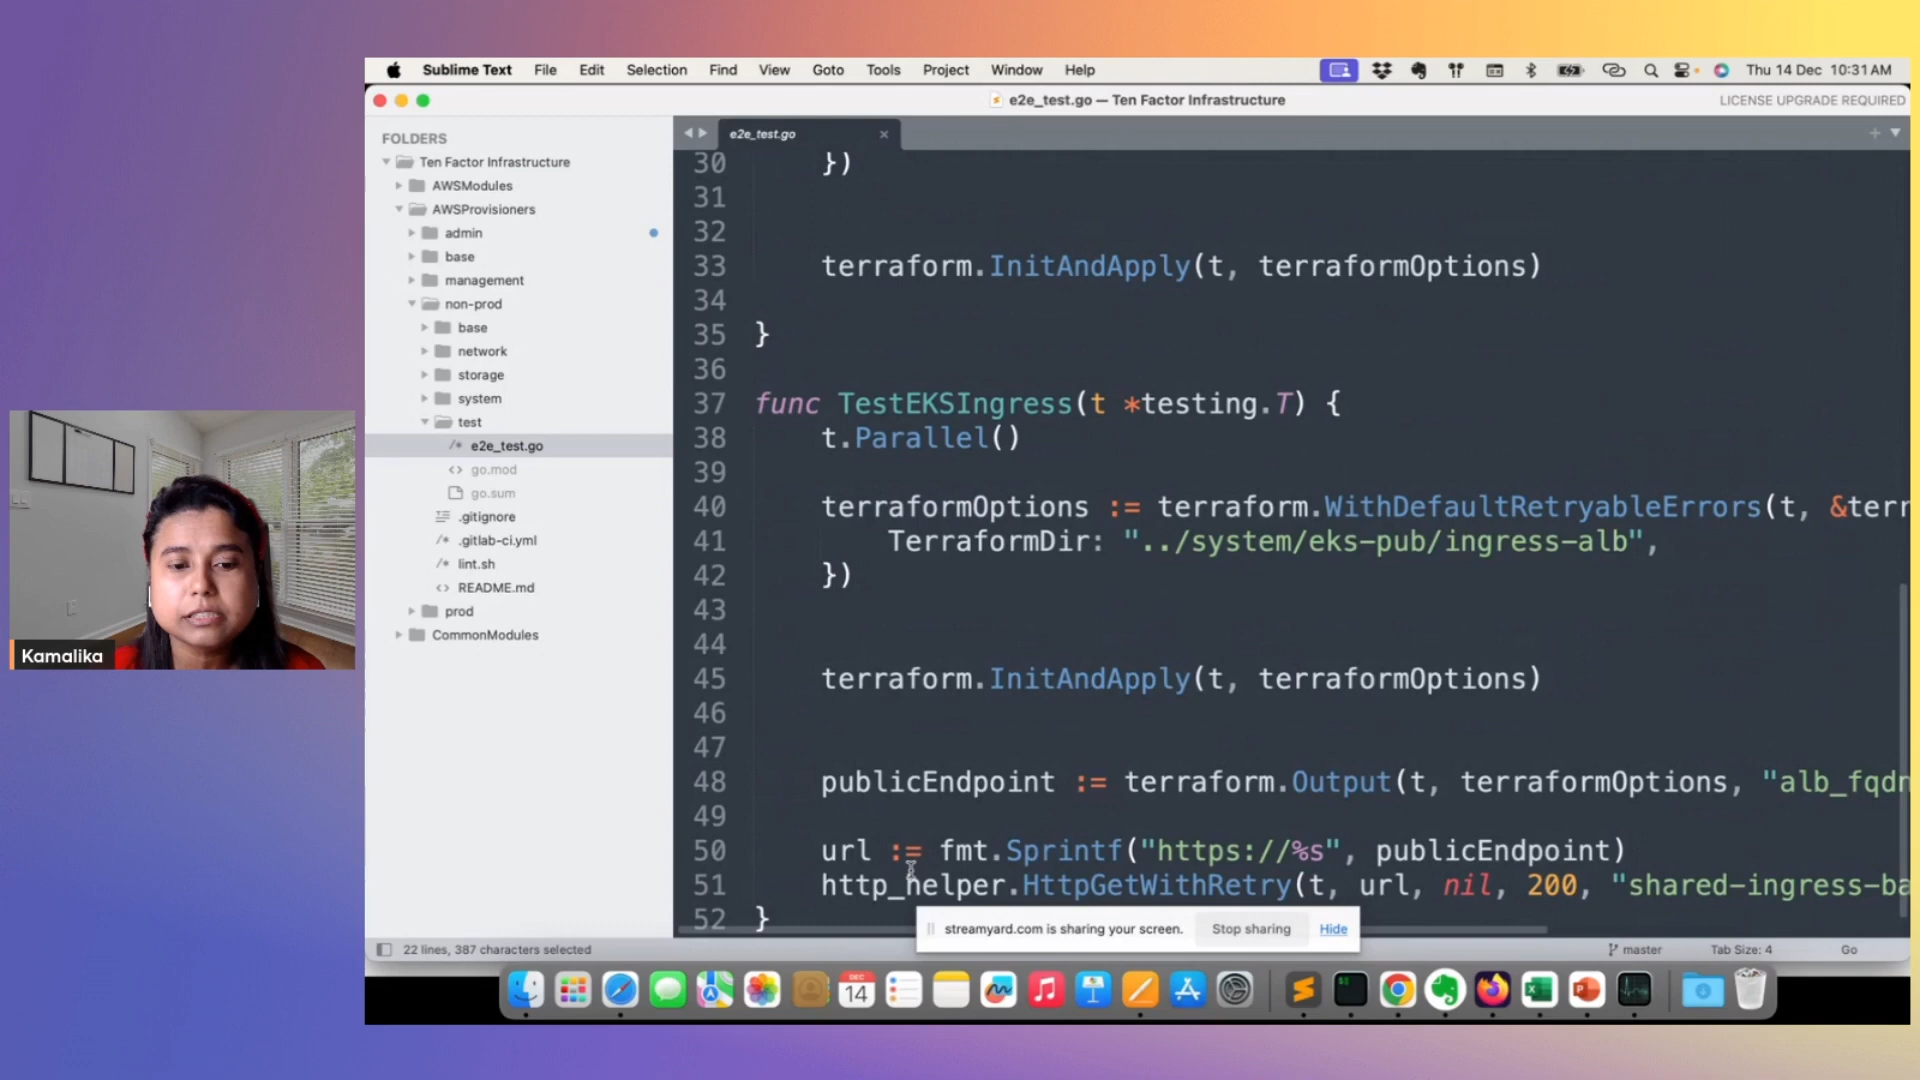 Sublime Text File Edit Selection Find View Goto Tools Project Window Help Thu 14 Dec 10:31 AM
e2e_test.go — Ten Factor Infrastructure LICENSE UPGRADE REQUIRED
FOLDERS
Ten Factor Infrastructure
AWSModules
AWSProvisioners
admin
base
management
non-prod
base
network
storage
system
test
/* e2e_test.go
<> go.mod
go.sum
.gitignore
/* .gitlab-ci.yml
/* lint.sh
<> README.md
prod
CommonModules
e2e_test.go
30 })
31
32
33 terraform.InitAndApply(t, terraformOptions)
34
35 }
36
37 func TestEKSIngress(t *testing.T) {
38 t.Parallel()
39
40 terraformOptions := terraform.WithDefaultRetryableErrors(t, &terr
41 TerraformDir: "../system/eks-pub/ingress-alb",
42 })
43
44
45 terraform.InitAndApply(t, terraformOptions)
46
47
48 publicEndpoint := terraform.Output(t, terraformOptions, "alb_fqdn
49
50 url := fmt.Sprintf("https://%s", publicEndpoint)
51 http_helper.HttpGetWithRetry(t, url, nil, 200, "shared-ingress-ba
52 }
streamyard.com is sharing your screen. Stop sharing Hide
22 lines, 387 characters selected master Tab Size: 4 Go
DEC
14
Kamalika